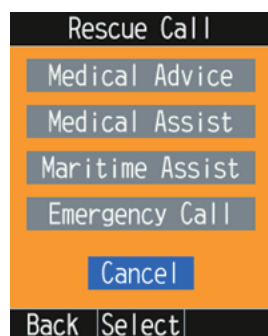 Rescue Call
Medical Advice
Medical Assist
Maritime Assist
Emergency Call
Cancel
Back Select